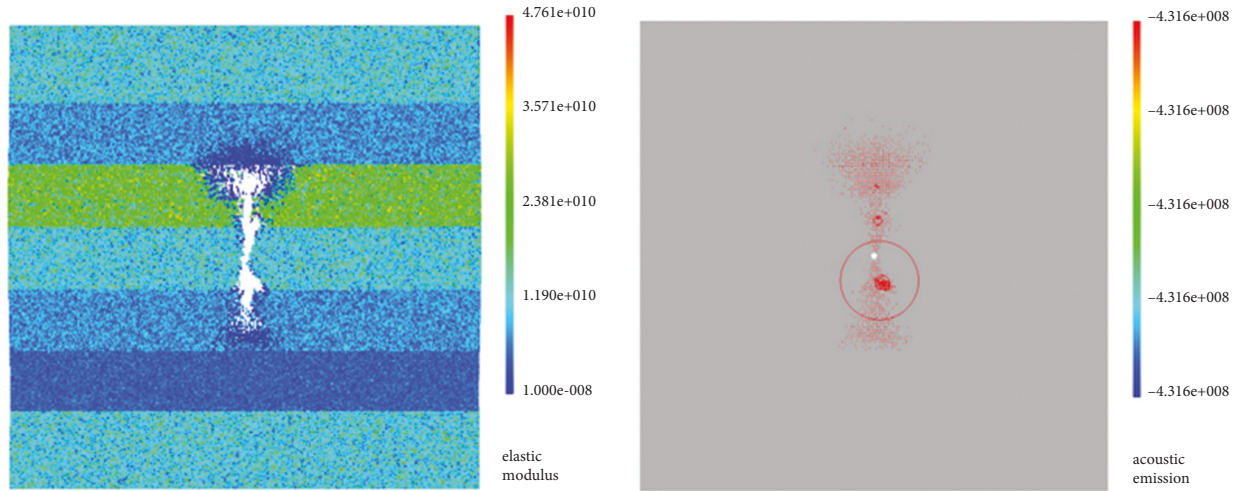 4.761e+010
3.571e+010
2.381e+010
1.190e+010
1.000e-008
elastic
modulus
−4.316e+008
−4.316e+008
−4.316e+008
−4.316e+008
−4.316e+008
acoustic
emission